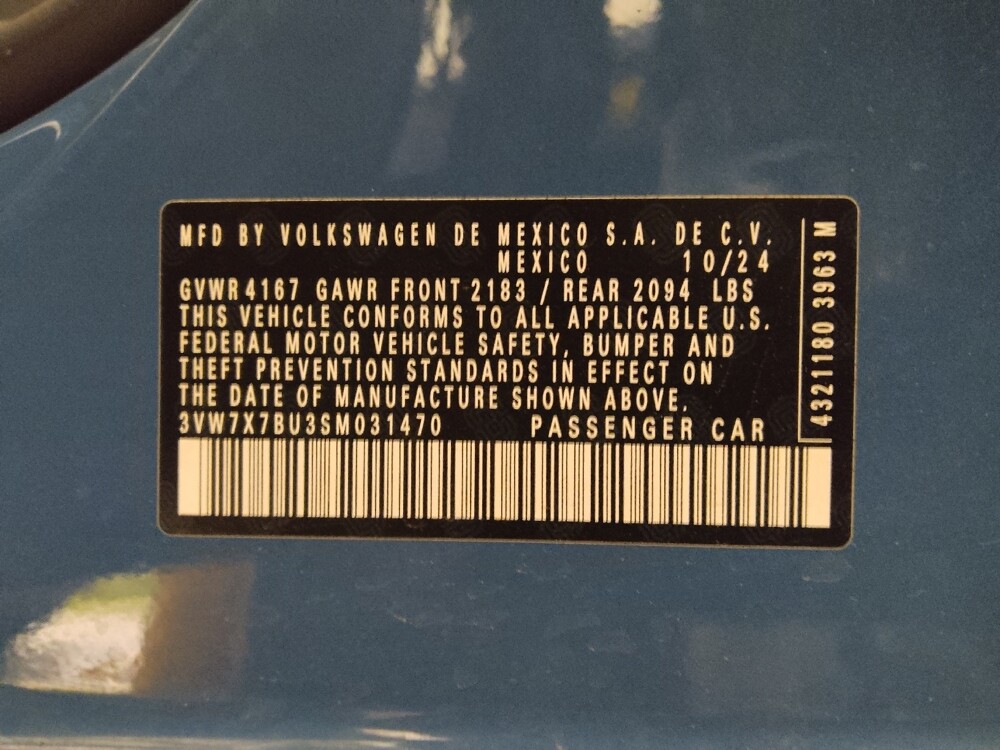 MFD BY VOLKSWAGEN DE MEXICO S.A. DE C.V.
MEXICO 10/24
GVWR 4167 GAWR FRONT 2183 / REAR 2094 LBS
THIS VEHICLE CONFORMS TO ALL APPLICABLE U.S.
FEDERAL MOTOR VEHICLE SAFETY, BUMPER AND
THEFT PREVENTION STANDARDS IN EFFECT ON
THE DATE OF MANUFACTURE SHOWN ABOVE.
3VW7X7BU3SM031470 PASSENGER CAR
4321180 3963 M